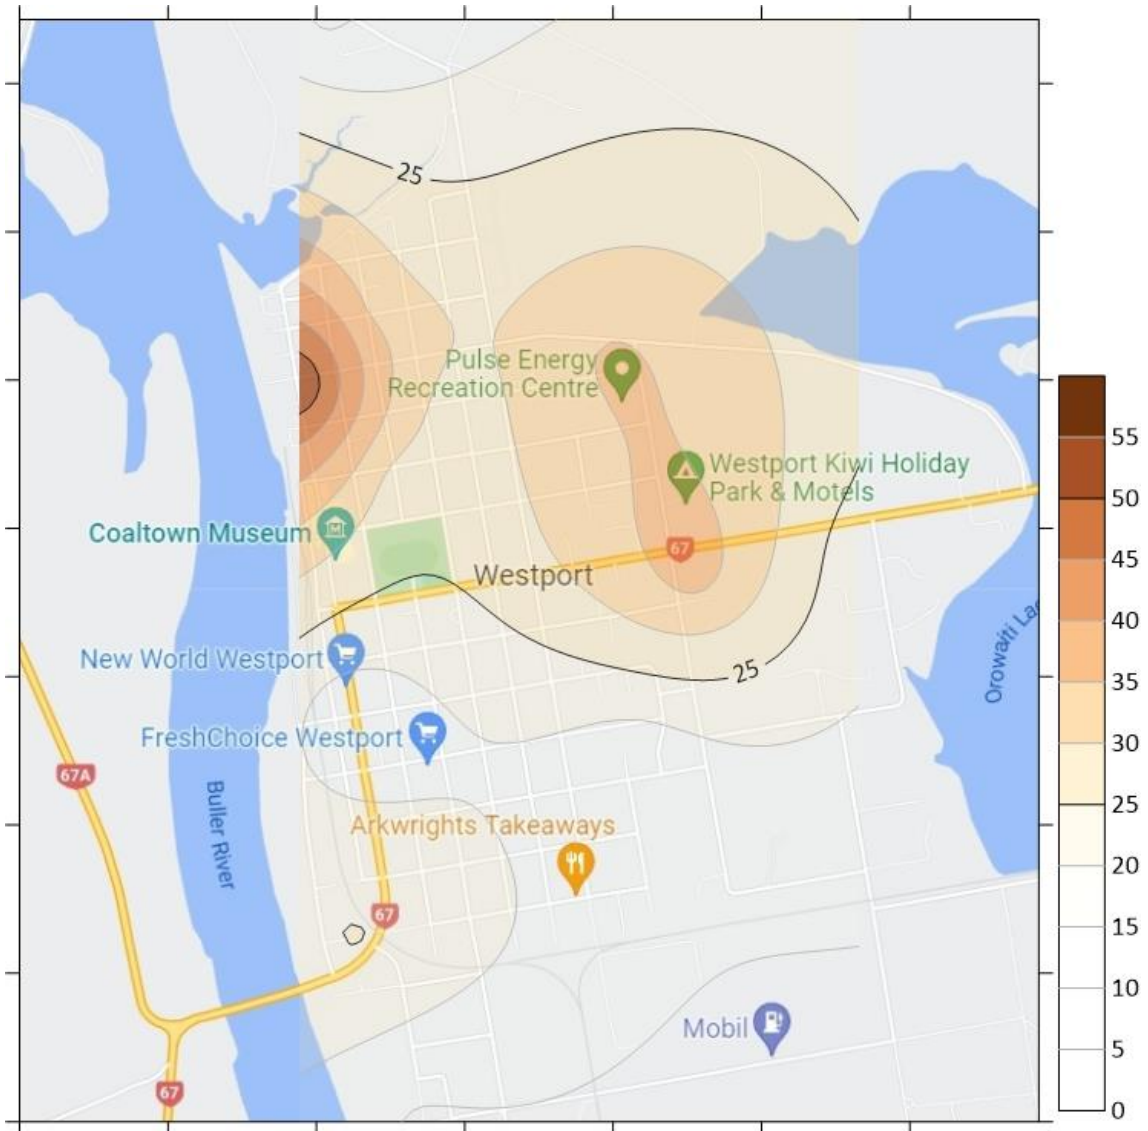 25
Pulse Energy
Recreation Centre
Westport Kiwi Holiday
Park & Motels
Coaltown Museum
67
Westport
New World Westport
25
FreshChoice Westport
67A
Buller River
Arkwrights Takeaways
67
Mobil
67
Orowaiti La
55
50
45
40
35
30
25
20
15
10
5
0